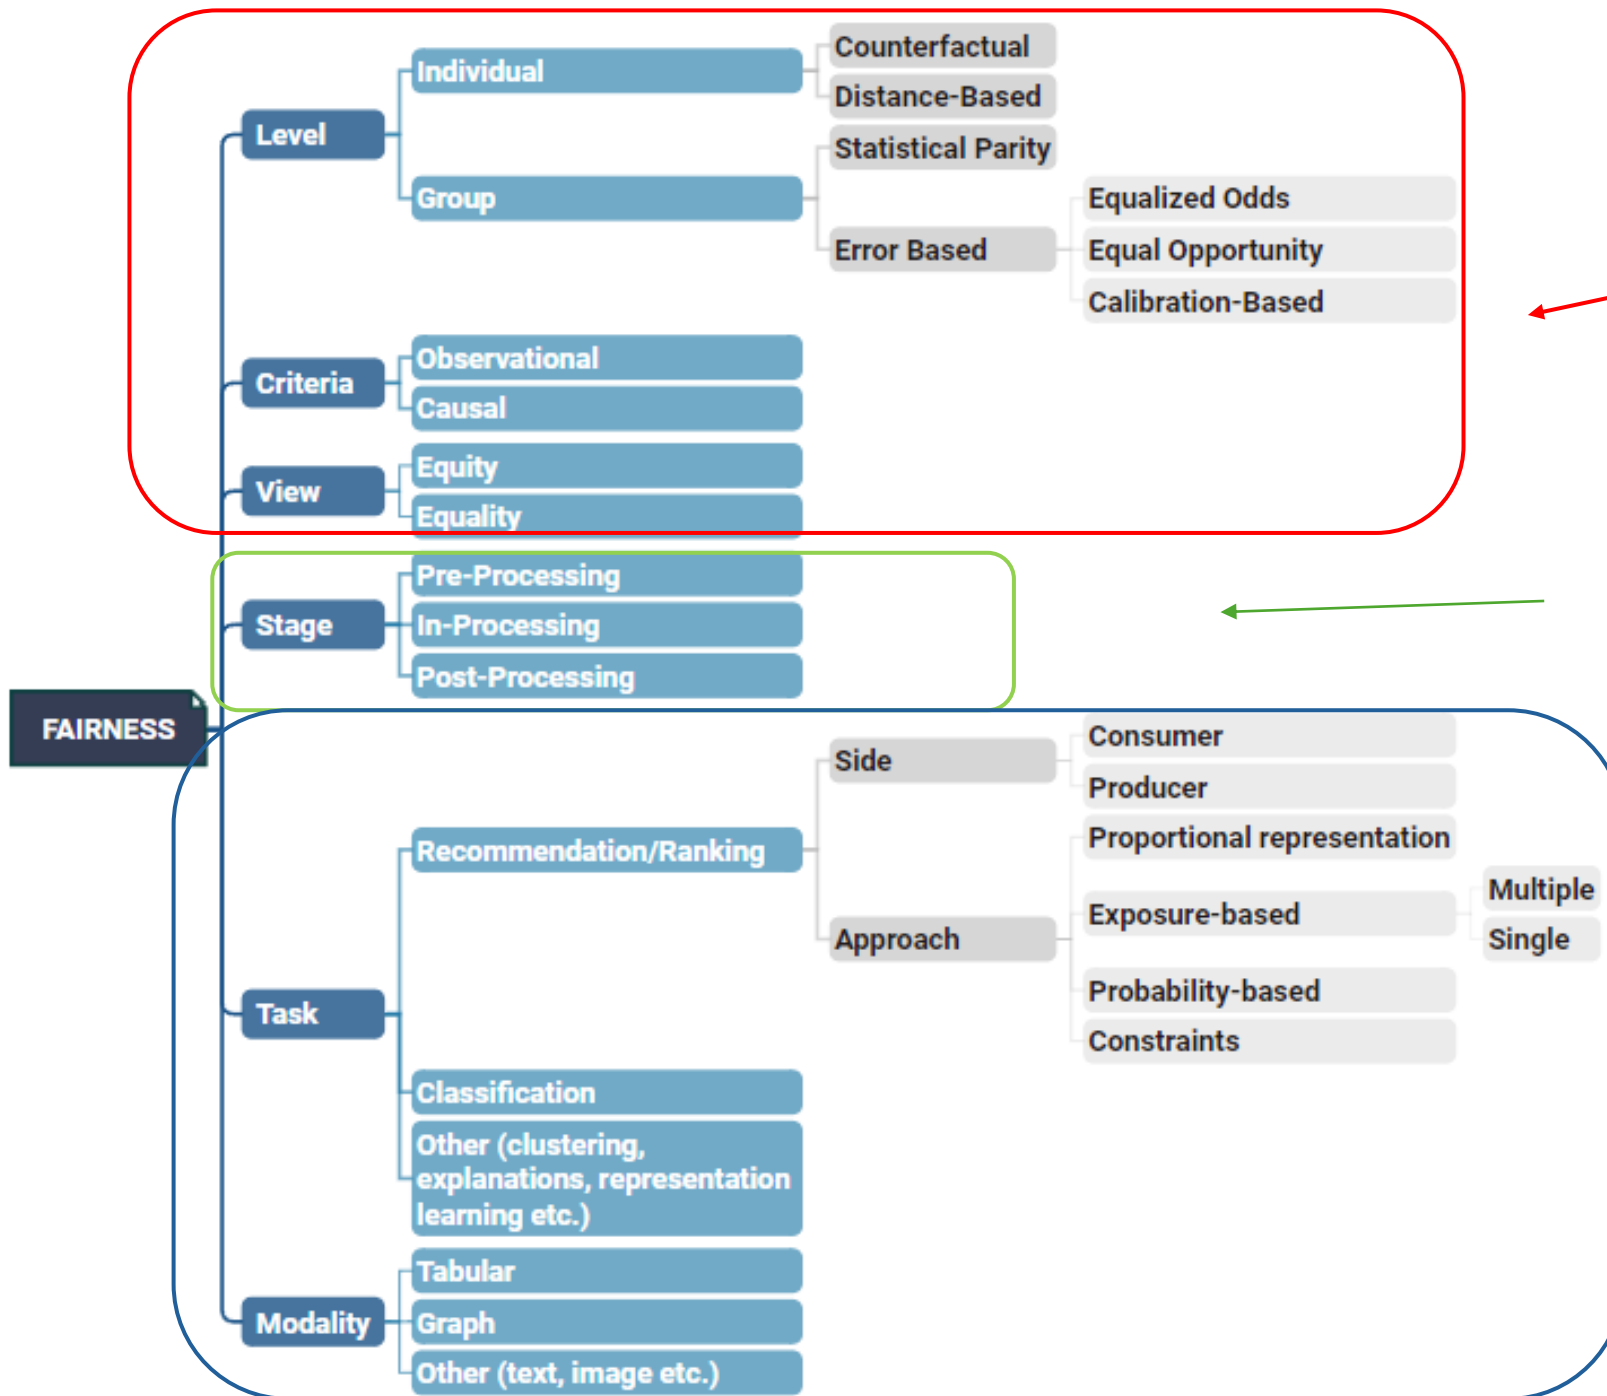 FAIRNESS
Level
Individual
Counterfactual
Distance-Based
Group
Statistical Parity
Error Based
Equalized Odds
Equal Opportunity
Calibration-Based
Criteria
Observational
Causal
View
Equity
Equality
Stage
Pre-Processing
In-Processing
Post-Processing
Task
Recommendation/Ranking
Side
Consumer
Producer
Approach
Proportional representation
Exposure-based
Multiple
Single
Probability-based
Constraints
Classification
Other (clustering,
explanations, representation
learning etc.)
Modality
Tabular
Graph
Other (text, image etc.)